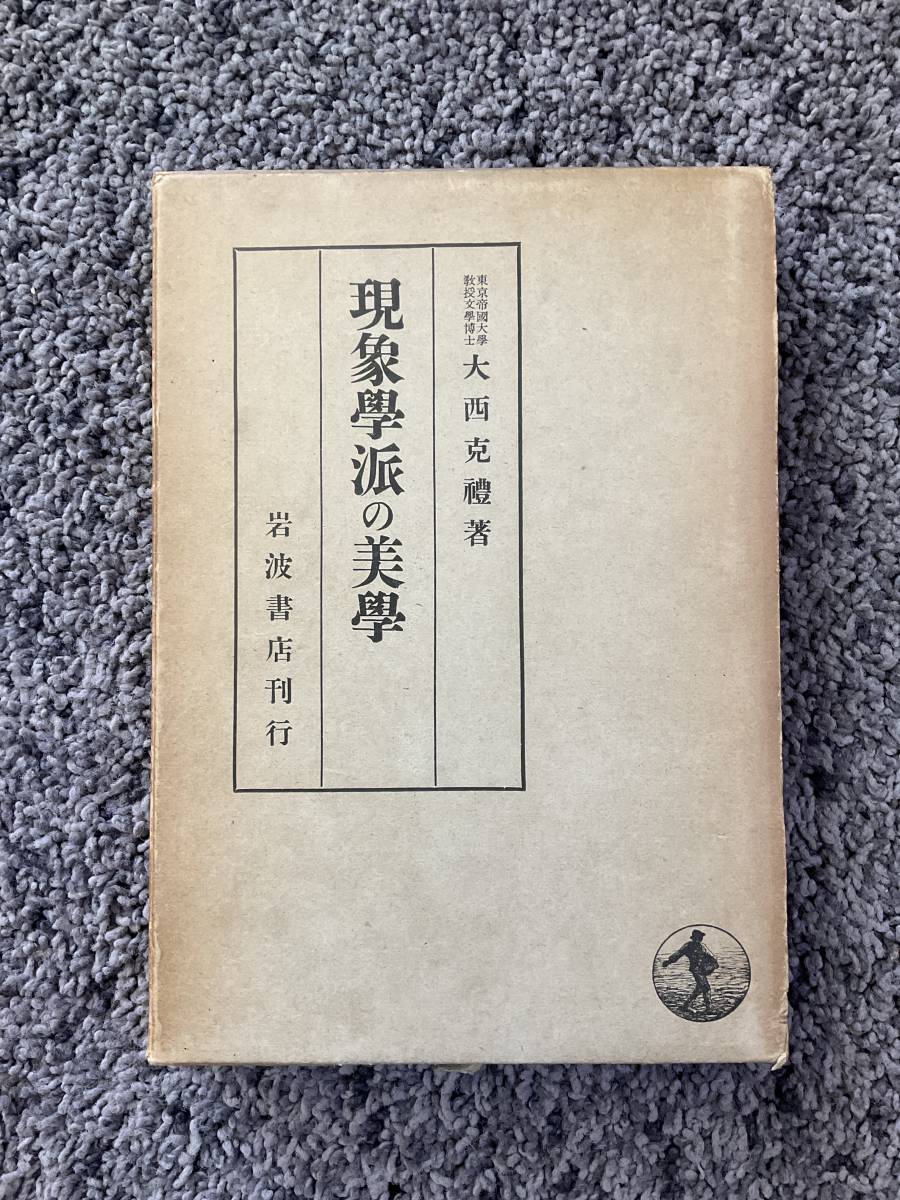 東京帝國大學
敎授文學博士
大西克禮著
現象學派の美學
岩波書店刊行